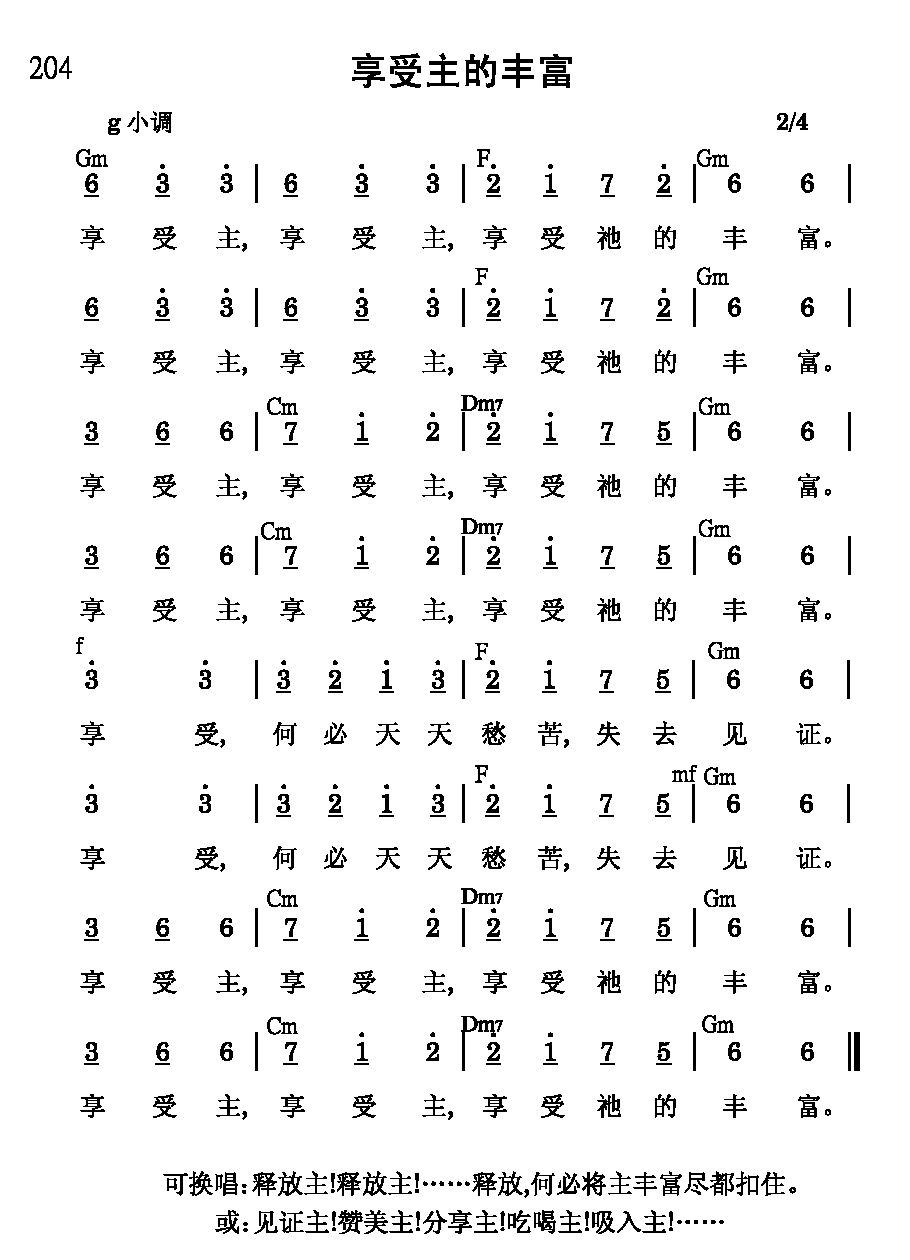 204
享受主的丰富
g 小调 2/4
Gm F Gm
6 3 3 | 6 3 3 | 2 1 7 2 | 6 6 |
享 受 主, 享 受 主, 享 受 祂 的 丰 富。
F Gm
6 3 3 | 6 3 3 | 2 1 7 2 | 6 6 |
享 受 主, 享 受 主, 享 受 祂 的 丰 富。
Cm Dm7 Gm
3 6 6 | 7 1 2 | 2 1 7 5 | 6 6 |
享 受 主, 享 受 主, 享 受 祂 的 丰 富。
Cm Dm7 Gm
3 6 6 | 7 1 2 | 2 1 7 5 | 6 6 |
享 受 主, 享 受 主, 享 受 祂 的 丰 富。
f F Gm
3 3 | 3 2 1 3 | 2 1 7 5 | 6 6 |
享 受, 何 必 天 天 愁 苦, 失 去 见 证。
F mf Gm
3 3 | 3 2 1 3 | 2 1 7 5 | 6 6 |
享 受, 何 必 天 天 愁 苦, 失 去 见 证。
Cm Dm7 Gm
3 6 6 | 7 1 2 | 2 1 7 5 | 6 6 |
享 受 主, 享 受 主, 享 受 祂 的 丰 富。
Cm Dm7 Gm
3 6 6 | 7 1 2 | 2 1 7 5 | 6 6 ‖
享 受 主, 享 受 主, 享 受 祂 的 丰 富。
可换唱:释放主!释放主!……释放,何必将主丰富尽都扣住。
或:见证主!赞美主!分享主!吃喝主!吸入主!……